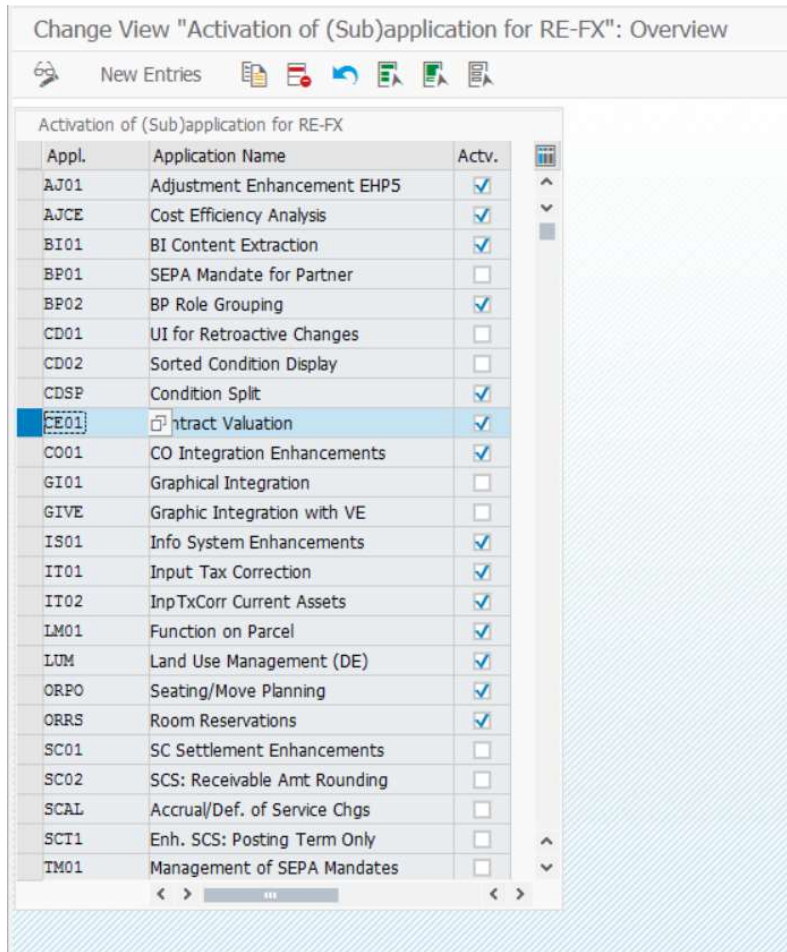 Change View "Activation of (Sub)application for RE-FX": Overview
New Entries
Activation of (Sub)application for RE-FX
Appl. Application Name Actv.
AJ01 Adjustment Enhancement EHP5
AJCE Cost Efficiency Analysis
BI01 BI Content Extraction
BP01 SEPA Mandate for Partner
BP02 BP Role Grouping
CD01 UI for Retroactive Changes
CD02 Sorted Condition Display
CDSP Condition Split
CE01 ntract Valuation
CO01 CO Integration Enhancements
GI01 Graphical Integration
GIVE Graphic Integration with VE
IS01 Info System Enhancements
IT01 Input Tax Correction
IT02 InpTxCorr Current Assets
LM01 Function on Parcel
LUM Land Use Management (DE)
ORPO Seating/Move Planning
ORRS Room Reservations
SC01 SC Settlement Enhancements
SC02 SCS: Receivable Amt Rounding
SCAL Accrual/Def. of Service Chgs
SCT1 Enh. SCS: Posting Term Only
TM01 Management of SEPA Mandates